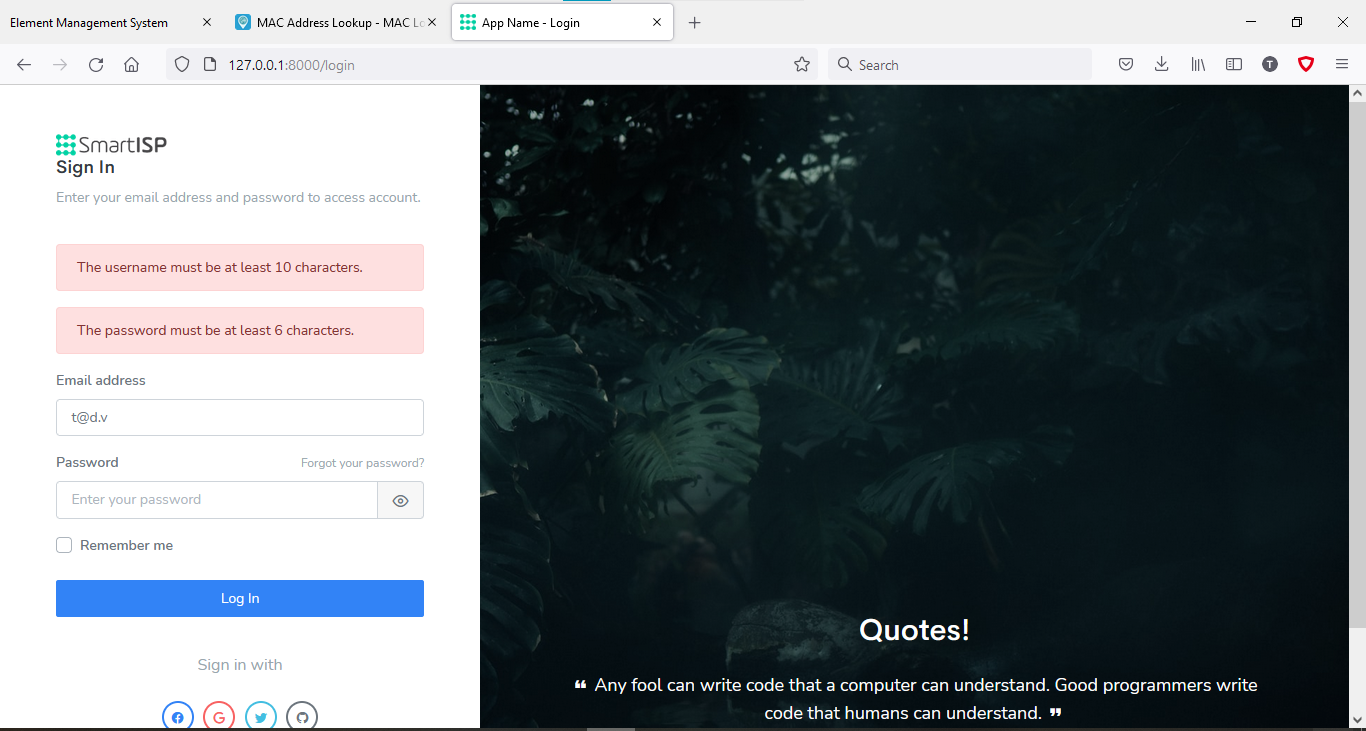 Element Management System
MAC Address Lookup - MAC Lo
App Name - Login
127.0.0.1:8000/login
Search
T
SmartISP
Sign In
Enter your email address and password to access account.
The username must be at least 10 characters.
The password must be at least 6 characters.
Email address
t@d.v
Password
Forgot your password?
Enter your password
Remember me
Log In
Sign in with
Quotes!
❝ Any fool can write code that a computer can understand. Good programmers write
code that humans can understand. ❞